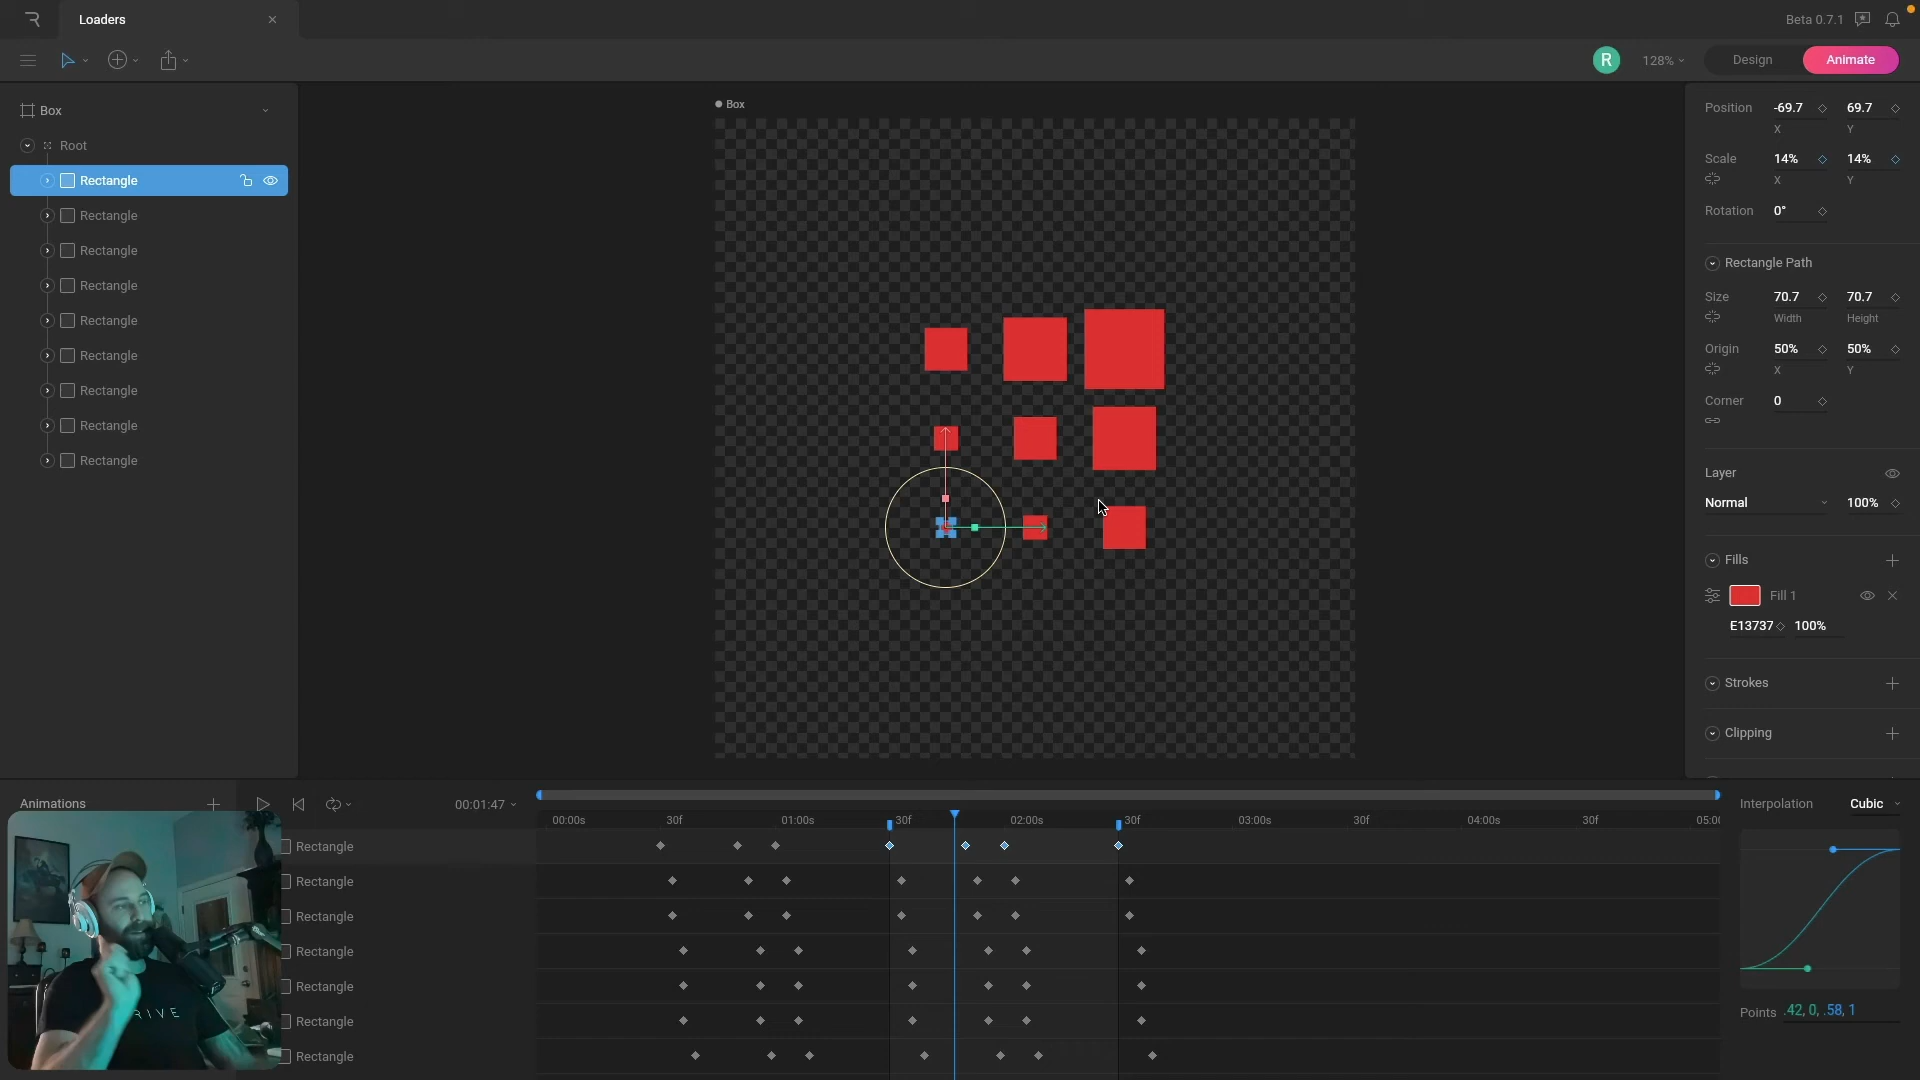 Loaders
Beta 0.7.1
R
128%
Design
Animate
Box
Root
Rectangle
Rectangle
Rectangle
Rectangle
Rectangle
Rectangle
Rectangle
Rectangle
Rectangle
Box
Position -69.7 69.7
X Y
Scale 14% 14%
X Y
Rotation 0°
Rectangle Path
Size 70.7 70.7
Width Height
Origin 50% 50%
X Y
Corner 0
Layer
Normal 100%
Fills
Fill 1
E13737 100%
Strokes
Clipping
Animations
00:01:47
00:00s 30f 01:00s 30f 02:00s 30f 03:00s 30f 04:00s 30f 05:00
Rectangle
Rectangle
Rectangle
Rectangle
Rectangle
Rectangle
Rectangle
Interpolation Cubic
Points .42, 0, .58, 1
RIVE